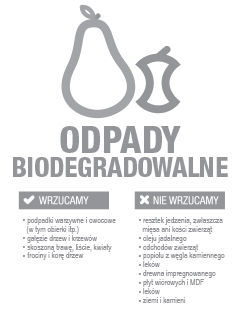 ODPADY
BIODEGRADOWALNE
WRZUCAMY
• podpadki warzywne i owocowe
(w tym obierki itp.)
• gałęzie drzew i krzewów
• skoszoną trawę, liście, kwiaty
• trociny i korę drzew
NIE WRZUCAMY
• resztek jedzenia, zwłaszcza
mięsa ani kości zwierząt
• oleju jadalnego
• odchodów zwierząt
• popiołu z węgla kamiennego
• leków
• drewna impregnowanego
• płyt wiórowych i MDF
• leków
• ziemi i kamieni